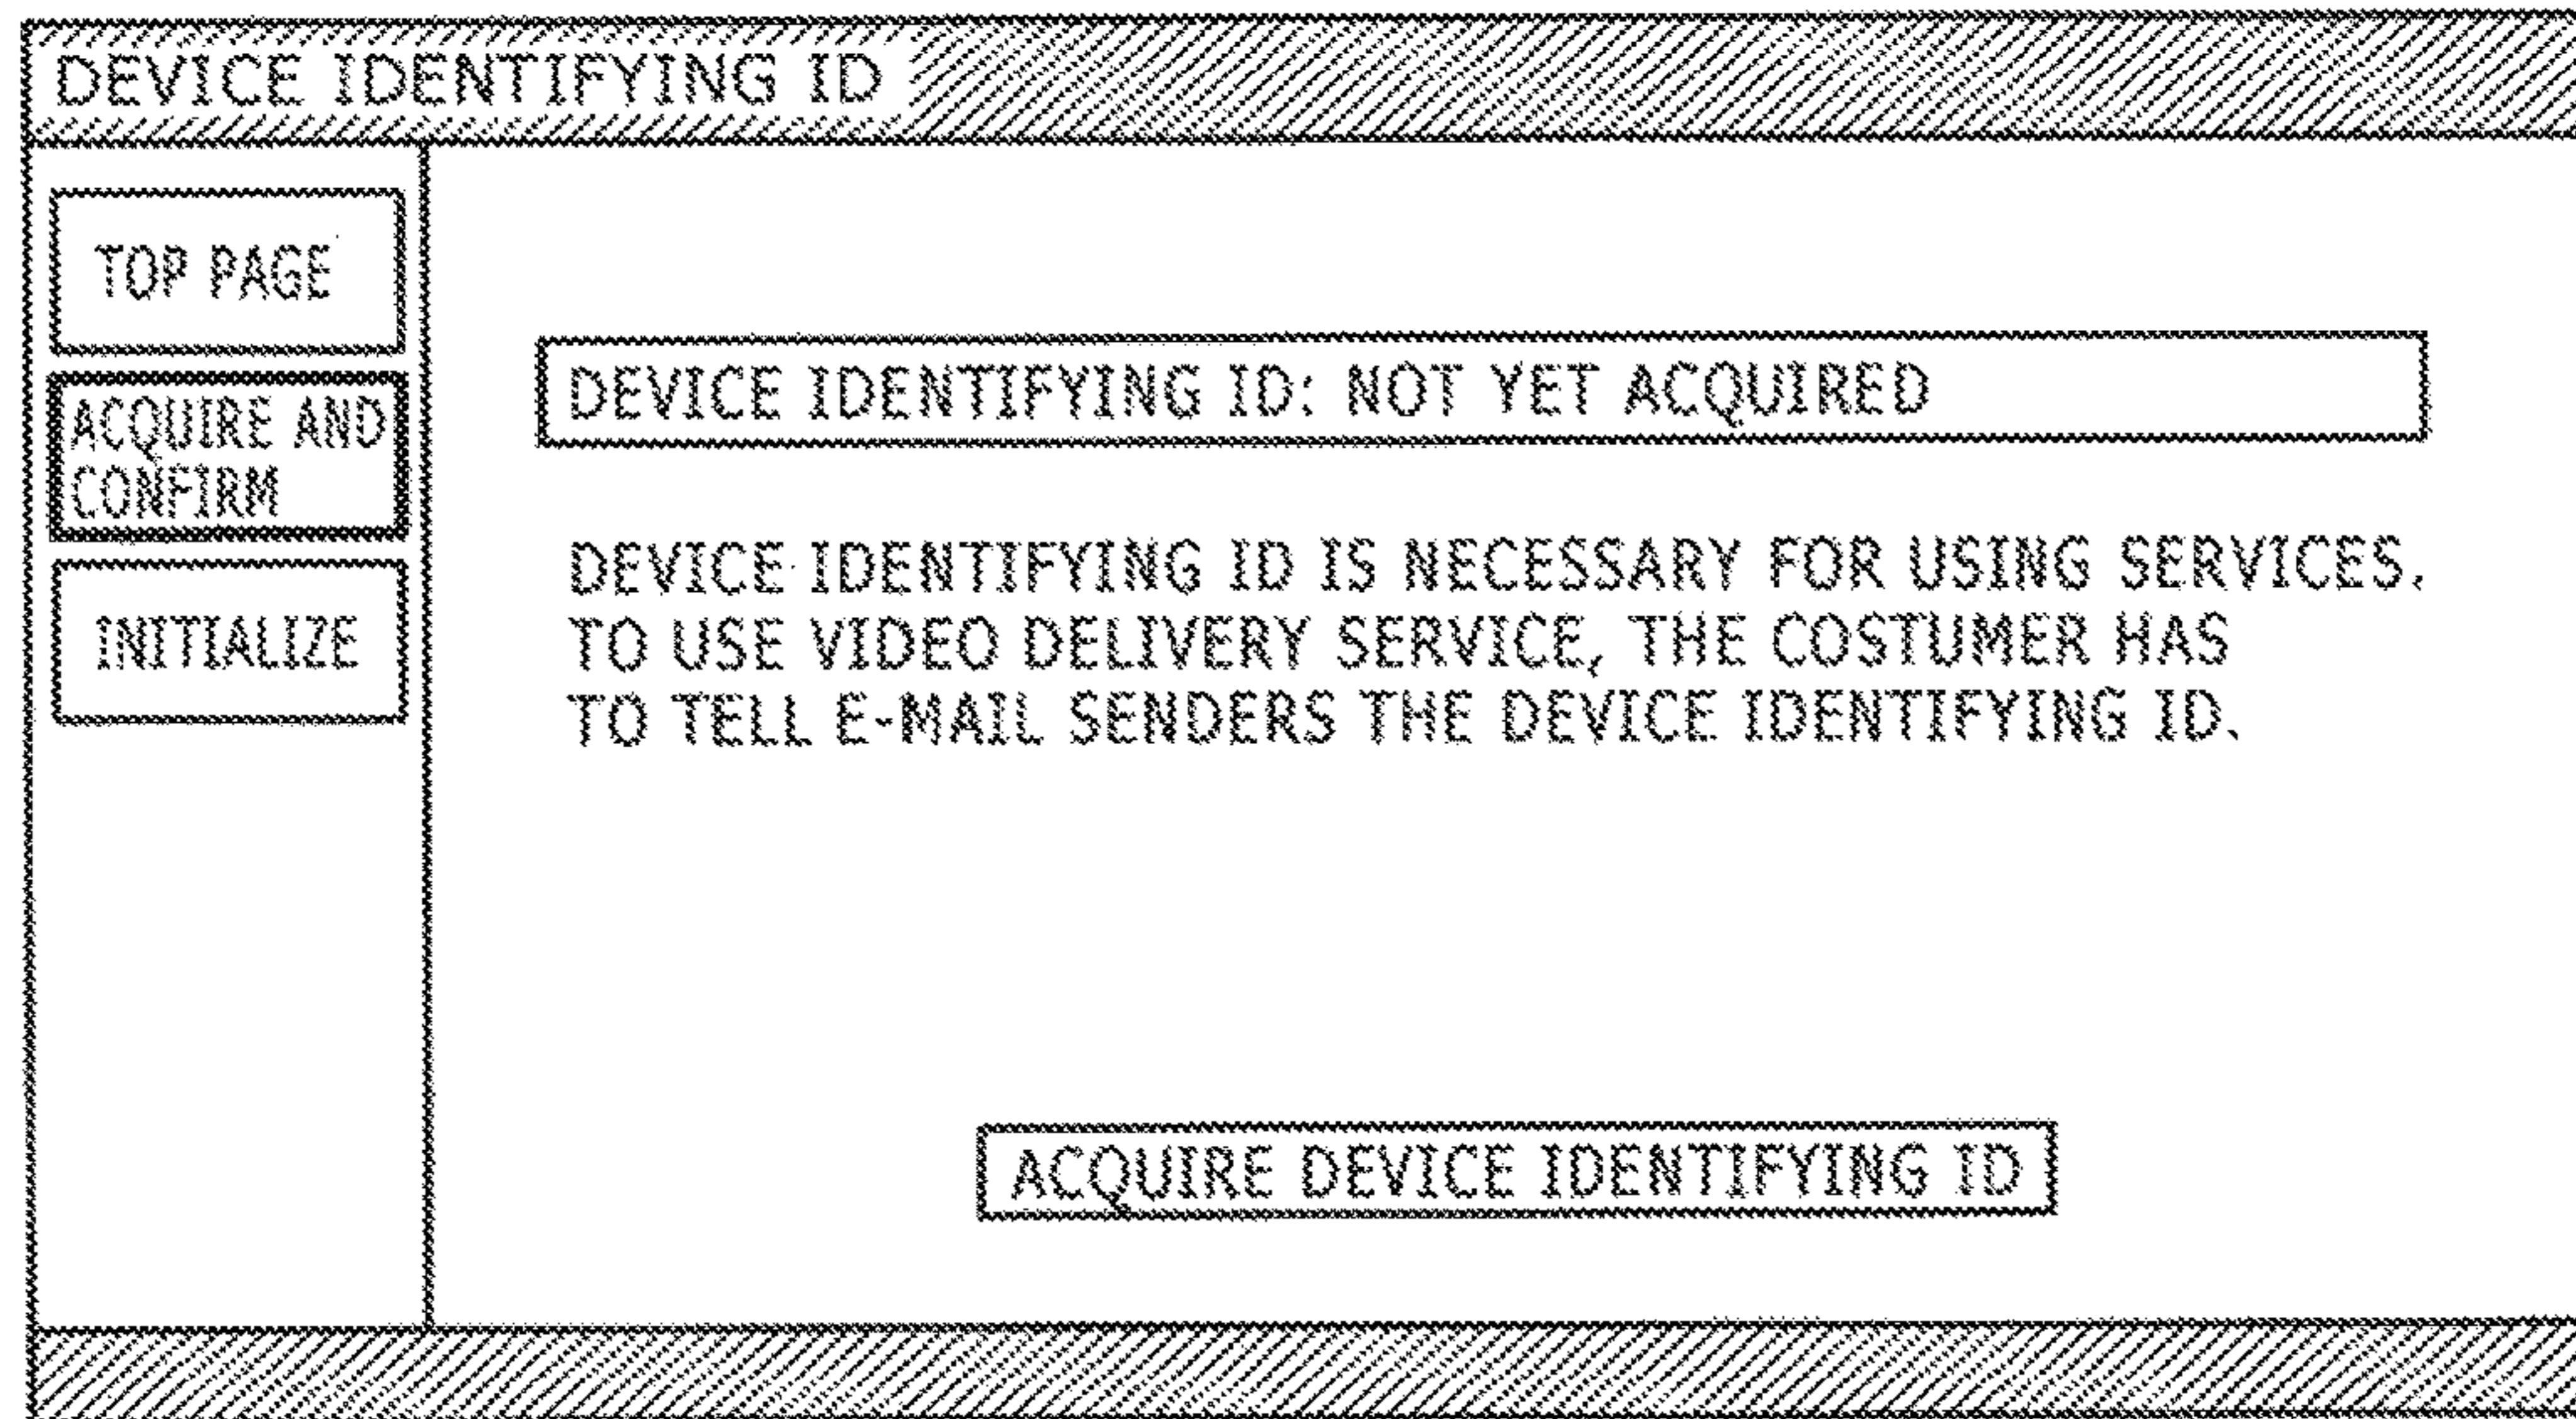 DEVICE IDENTIFYING ID
TOP PAGE
ACQUIRE AND
CONFIRM
INITIALIZE
DEVICE IDENTIFYING ID: NOT YET ACQUIRED
DEVICE IDENTIFYING ID IS NECESSARY FOR USING SERVICES.
TO USE VIDEO DELIVERY SERVICE, THE COSTUMER HAS
TO TELL E-MAIL SENDERS THE DEVICE IDENTIFYING ID.
ACQUIRE DEVICE IDENTIFYING ID